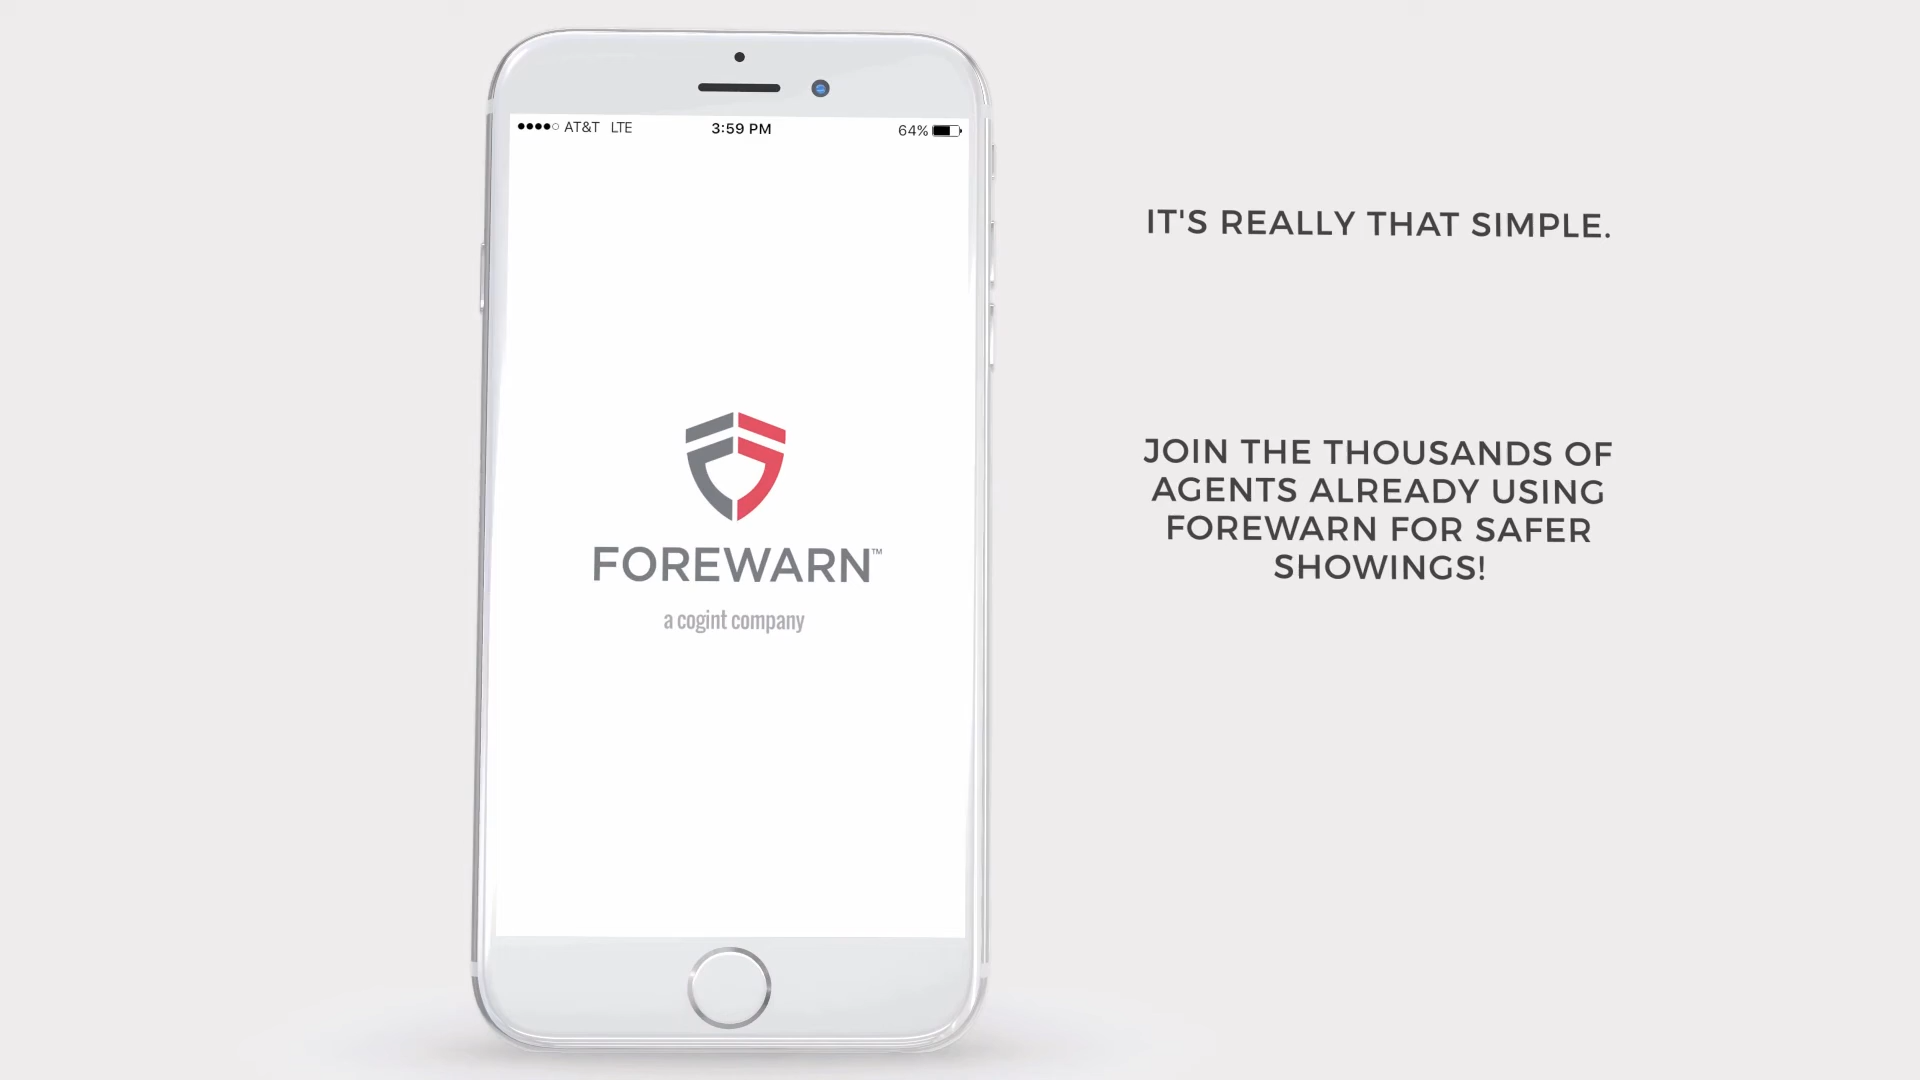 AT&T LTE 3:59 PM 64%
FOREWARN™
a cogint company
IT'S REALLY THAT SIMPLE.
JOIN THE THOUSANDS OF
AGENTS ALREADY USING
FOREWARN FOR SAFER
SHOWINGS!